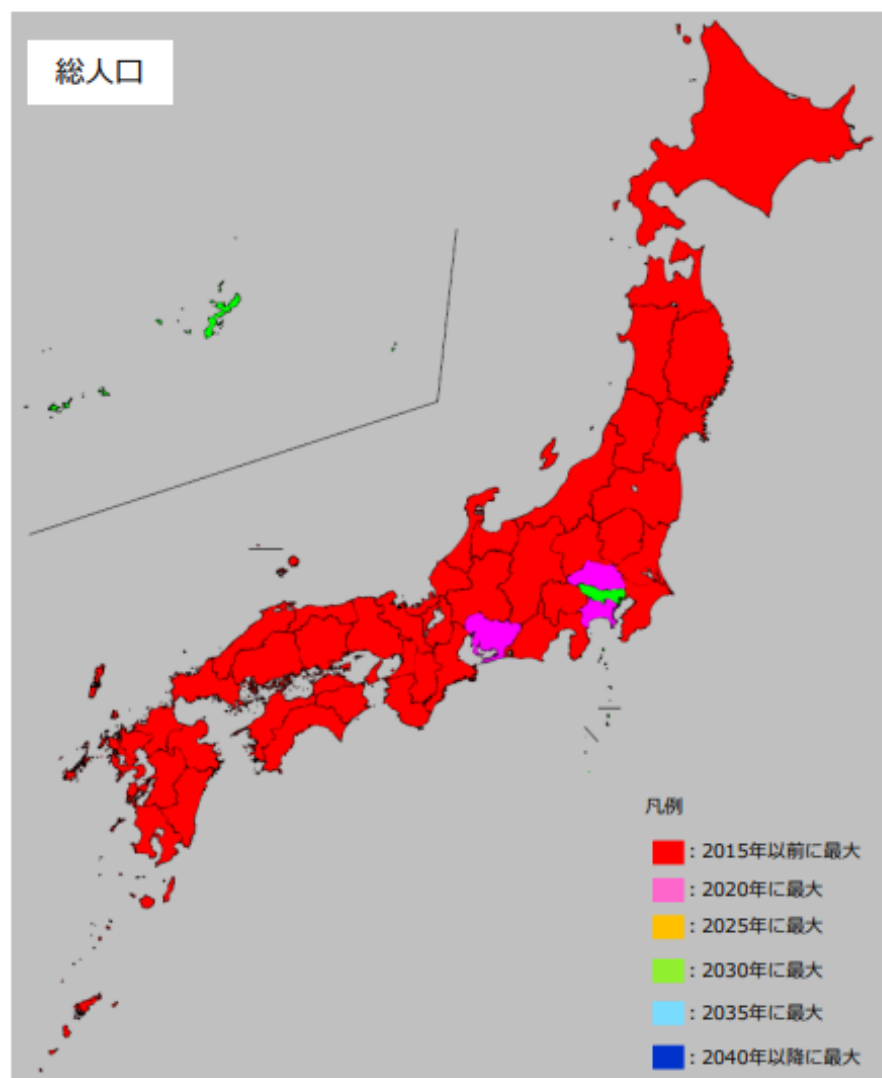 総人口
凡例
：2015年以前に最大
：2020年に最大
：2025年に最大
：2030年に最大
：2035年に最大
：2040年以降に最大